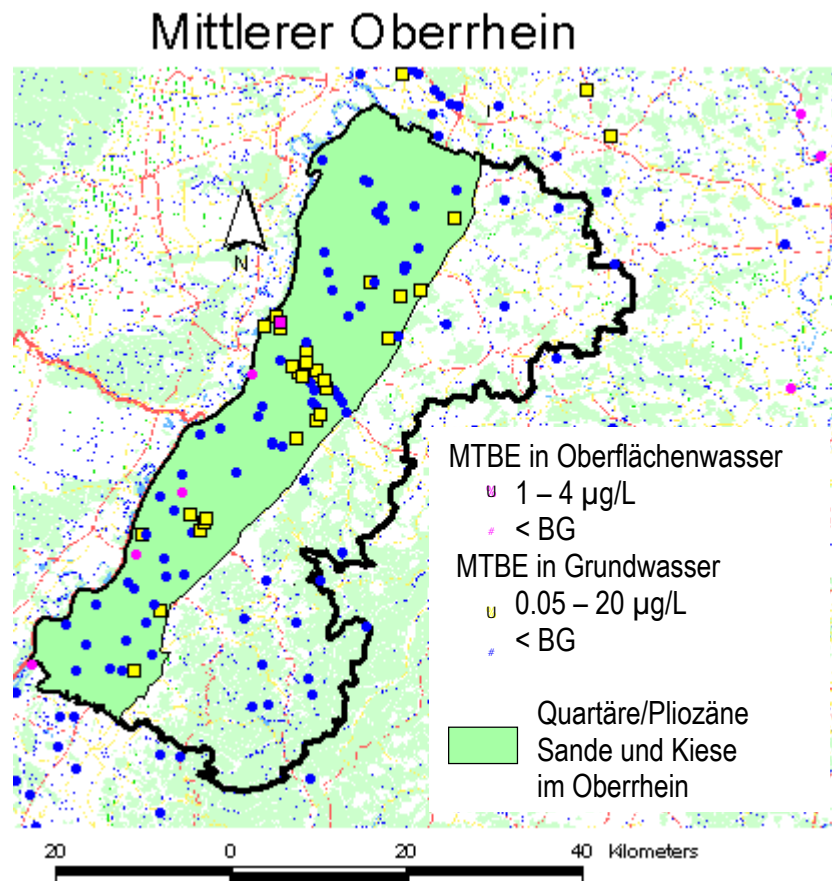 Mittlerer Oberrhein
N
MTBE in Oberflächenwasser
1 – 4 µg/L
< BG
MTBE in Grundwasser
0.05 – 20 µg/L
< BG
Quartäre/Pliozäne
Sande und Kiese
im Oberrhein
20 0 20 40 Kilometers